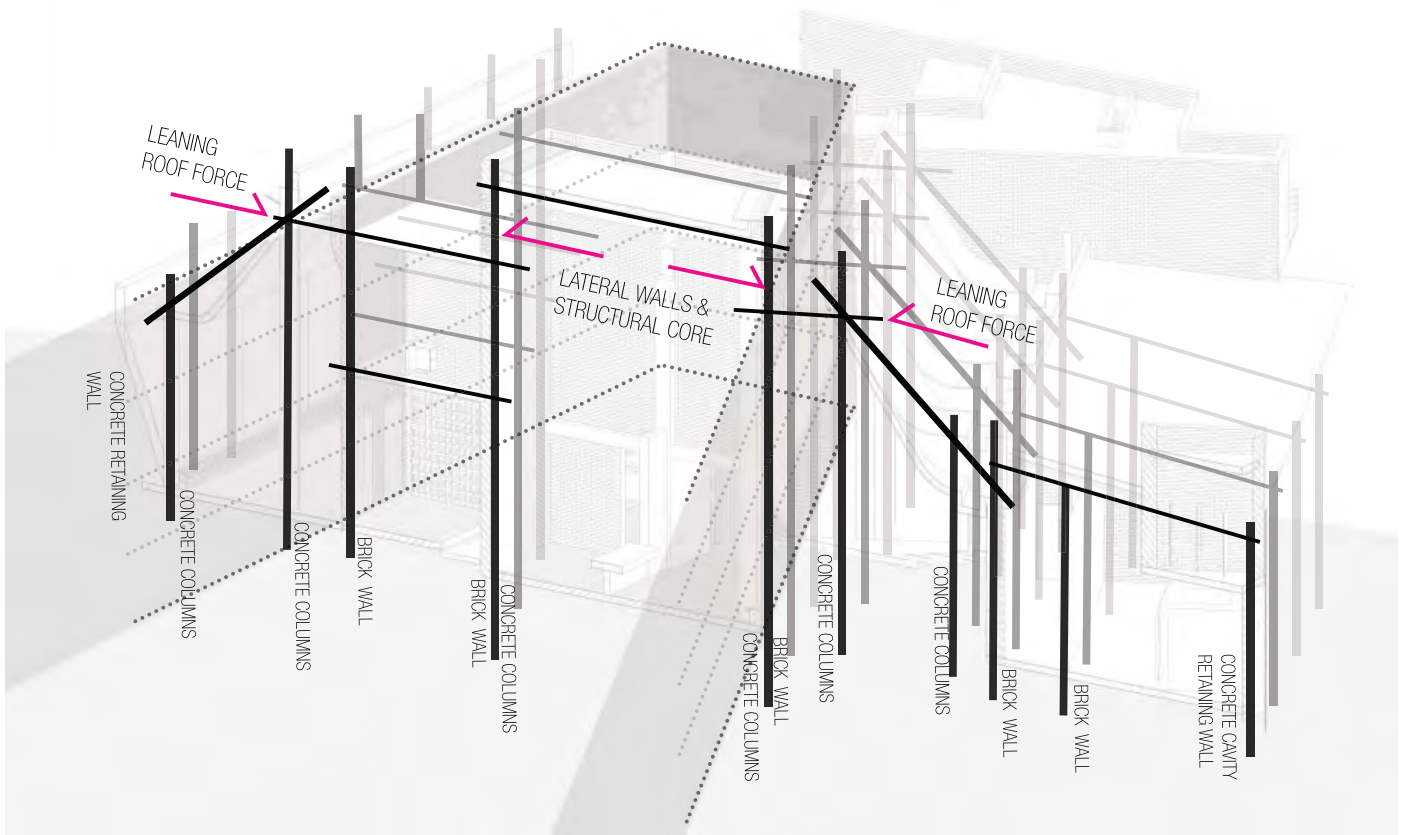 LEANING
ROOF FORCE
LATERAL WALLS &
STRUCTURAL CORE
LEANING
ROOF FORCE
CONCRETE RETAINING
WALL
CONCRETE COLUMNS
CONCRETE COLUMNS
BRICK WALL
BRICK WALL
CONCRETE COLUMNS
CONCRETE COLUMNS
BRICK WALL
CONCRETE COLUMNS
CONCRETE COLUMNS
BRICK WALL
BRICK WALL
CONCRETE CAVITY
RETAINING WALL